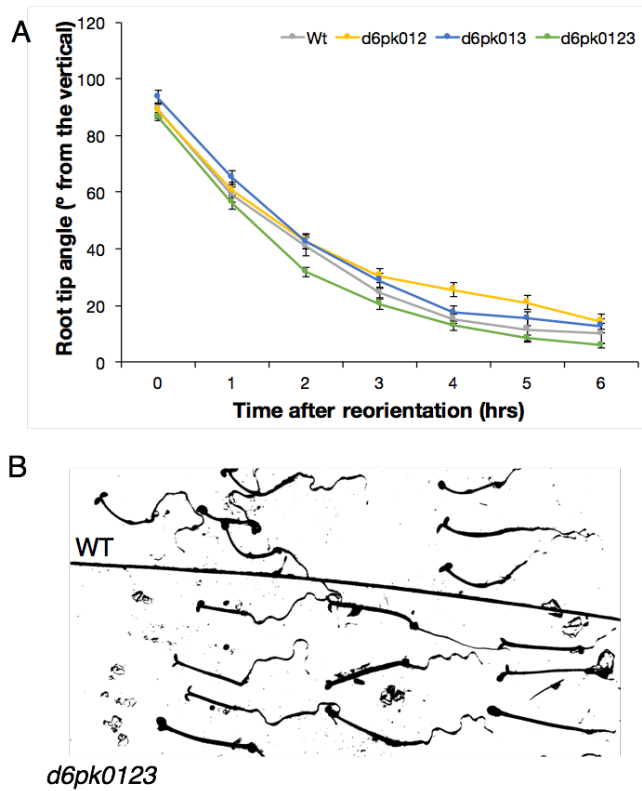 A
Wt d6pk012 d6pk013 d6pk0123
120
100
80
60
40
20
0
Root tip angle (º from the vertical)
0 1 2 3 4 5 6
Time after reorientation (hrs)
B
WT
d6pk0123